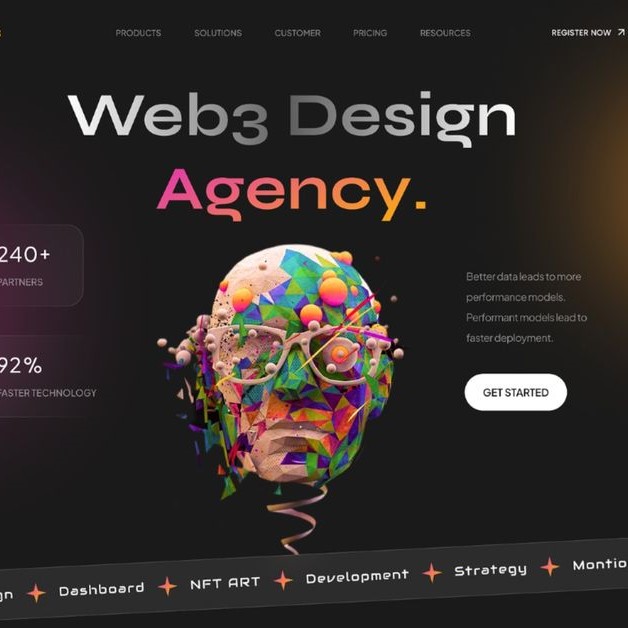 PRODUCTS SOLUTIONS CUSTOMER PRICING RESOURCES REGISTER NOW
Web3 Design
Agency.
240+
PARTNERS
92%
FASTER TECHNOLOGY
Better data leads to more
performance models.
Performant models lead to
faster deployment.
GET STARTED
gn Dashboard NFT ART Development Strategy Montio